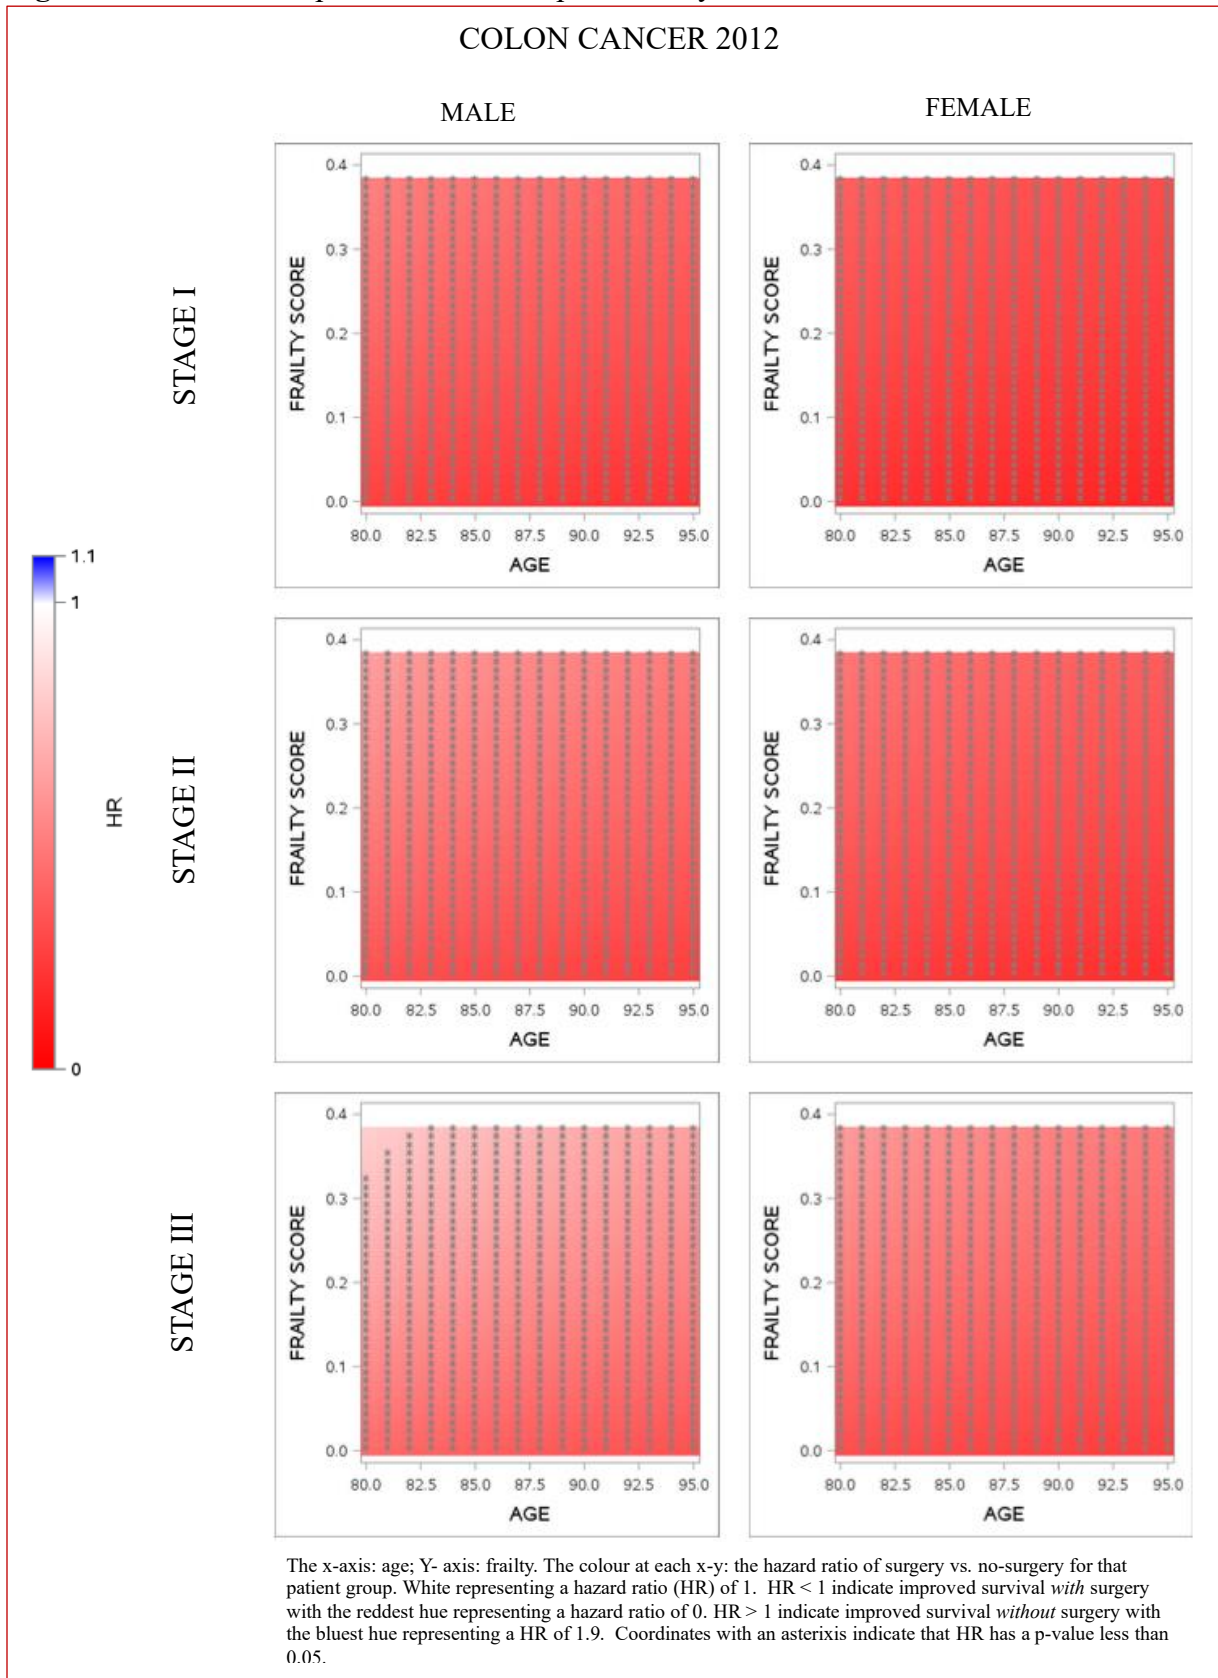 COLON CANCER 2012
MALE
FEMALE
STAGE I
FRAILTY SCORE
0.4
0.3
0.2
0.1
0.0
80.0 82.5 85.0 87.5 90.0 92.5 95.0
AGE
FRAILTY SCORE
0.4
0.3
0.2
0.1
0.0
80.0 82.5 85.0 87.5 90.0 92.5 95.0
AGE
HR
1.1
1
0
STAGE II
FRAILTY SCORE
0.4
0.3
0.2
0.1
0.0
80.0 82.5 85.0 87.5 90.0 92.5 95.0
AGE
FRAILTY SCORE
0.4
0.3
0.2
0.1
0.0
80.0 82.5 85.0 87.5 90.0 92.5 95.0
AGE
STAGE III
FRAILTY SCORE
0.4
0.3
0.2
0.1
0.0
80.0 82.5 85.0 87.5 90.0 92.5 95.0
AGE
FRAILTY SCORE
0.4
0.3
0.2
0.1
0.0
80.0 82.5 85.0 87.5 90.0 92.5 95.0
AGE
The x-axis: age; Y- axis: frailty. The colour at each x-y: the hazard ratio of surgery vs. no-surgery for that
patient group. White representing a hazard ratio (HR) of 1. HR < 1 indicate improved survival with surgery
with the reddest hue representing a hazard ratio of 0. HR > 1 indicate improved survival without surgery with
the bluest hue representing a HR of 1.9. Coordinates with an asterixis indicate that HR has a p-value less than
0.05.